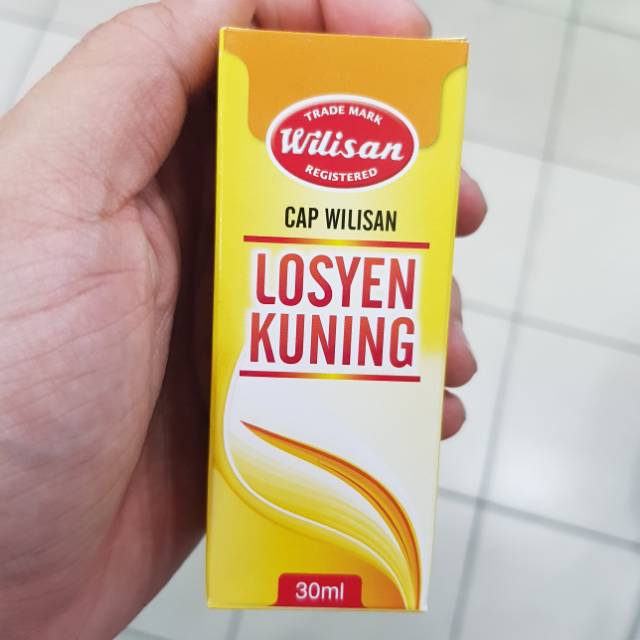 TRADE MARK
Wilisan
REGISTERED
CAP WILISAN
LOSYEN
KUNING
30ml